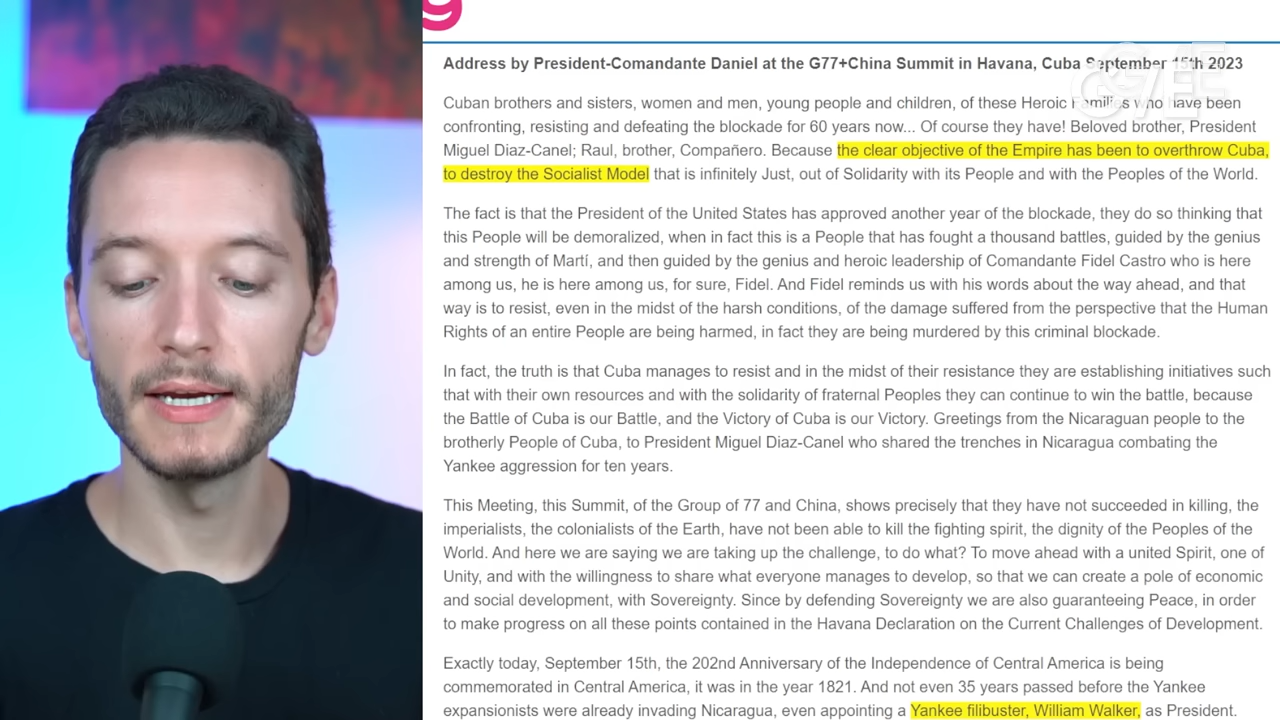 Address by President-Comandante Daniel at the G77+China Summit in Havana, Cuba September 15th 2023
Cuban brothers and sisters, women and men, young people and children, of these Heroic Families who have been
confronting, resisting and defeating the blockade for 60 years now... Of course they have! Beloved brother, President
Miguel Diaz-Canel; Raul, brother, Compañero. Because the clear objective of the Empire has been to overthrow Cuba,
to destroy the Socialist Model that is infinitely Just, out of Solidarity with its People and with the Peoples of the World.
The fact is that the President of the United States has approved another year of the blockade, they do so thinking that
this People will be demoralized, when in fact this is a People that has fought a thousand battles, guided by the genius
and strength of Martí, and then guided by the genius and heroic leadership of Comandante Fidel Castro who is here
among us, he is here among us, for sure, Fidel. And Fidel reminds us with his words about the way ahead, and that
way is to resist, even in the midst of the harsh conditions, of the damage suffered from the perspective that the Human
Rights of an entire People are being harmed, in fact they are being murdered by this criminal blockade.
In fact, the truth is that Cuba manages to resist and in the midst of their resistance they are establishing initiatives such
that with their own resources and with the solidarity of fraternal Peoples they can continue to win the battle, because
the Battle of Cuba is our Battle, and the Victory of Cuba is our Victory. Greetings from the Nicaraguan people to the
brotherly People of Cuba, to President Miguel Diaz-Canel who shared the trenches in Nicaragua combating the
Yankee aggression for ten years.
This Meeting, this Summit, of the Group of 77 and China, shows precisely that they have not succeeded in killing, the
imperialists, the colonialists of the Earth, have not been able to kill the fighting spirit, the dignity of the Peoples of the
World. And here we are saying we are taking up the challenge, to do what? To move ahead with a united Spirit, one of
Unity, and with the willingness to share what everyone manages to develop, so that we can create a pole of economic
and social development, with Sovereignty. Since by defending Sovereignty we are also guaranteeing Peace, in order
to make progress on all these points contained in the Havana Declaration on the Current Challenges of Development.
Exactly today, September 15th, the 202nd Anniversary of the Independence of Central America is being
commemorated in Central America, it was in the year 1821. And not even 35 years passed before the Yankee
expansionists were already invading Nicaragua, even appointing a Yankee filibuster, William Walker, as President.